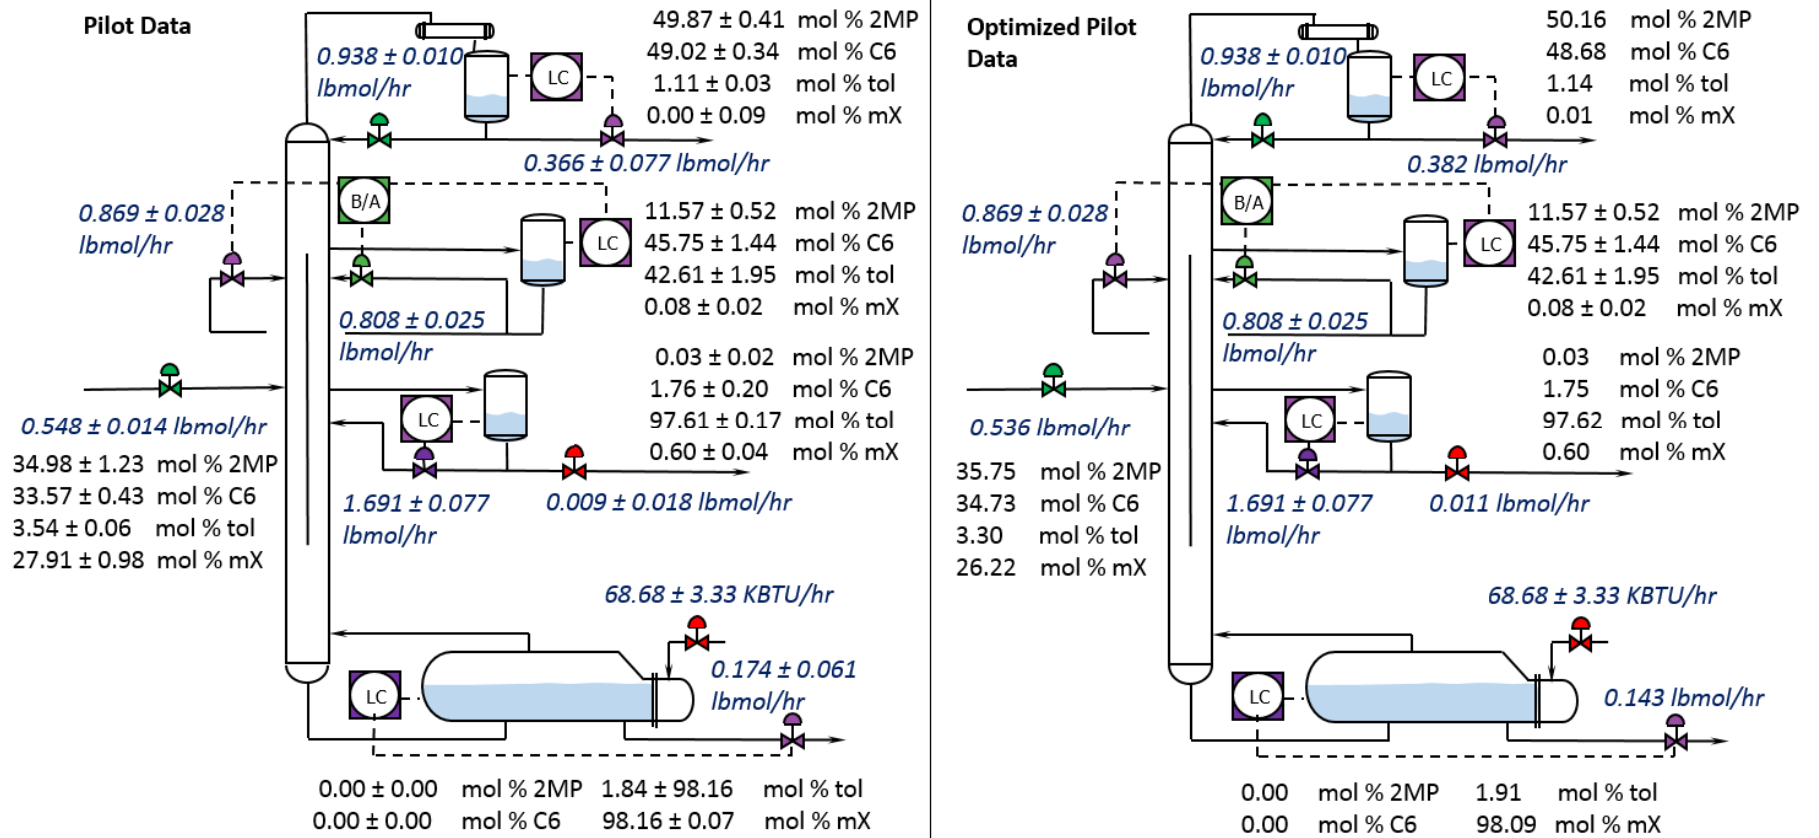 Pilot Data
49.87 ± 0.41 mol % 2MP
49.02 ± 0.34 mol % C6
1.11 ± 0.03 mol % tol
0.00 ± 0.09 mol % mX
0.938 ± 0.010
lbmol/hr
LC
0.366 ± 0.077 lbmol/hr
B/A
0.869 ± 0.028
lbmol/hr
LC
11.57 ± 0.52 mol % 2MP
45.75 ± 1.44 mol % C6
42.61 ± 1.95 mol % tol
0.08 ± 0.02 mol % mX
0.808 ± 0.025
lbmol/hr
0.03 ± 0.02 mol % 2MP
1.76 ± 0.20 mol % C6
97.61 ± 0.17 mol % tol
0.60 ± 0.04 mol % mX
LC
0.548 ± 0.014 lbmol/hr
34.98 ± 1.23 mol % 2MP
33.57 ± 0.43 mol % C6
3.54 ± 0.06 mol % tol
27.91 ± 0.98 mol % mX
1.691 ± 0.077
lbmol/hr
0.009 ± 0.018 lbmol/hr
68.68 ± 3.33 KBTU/hr
LC
0.174 ± 0.061
lbmol/hr
0.00 ± 0.00 mol % 2MP 1.84 ± 98.16 mol % tol
0.00 ± 0.00 mol % C6 98.16 ± 0.07 mol % mX
Optimized Pilot
Data
50.16 mol % 2MP
48.68 mol % C6
1.14 mol % tol
0.01 mol % mX
0.938 ± 0.010
lbmol/hr
LC
0.382 lbmol/hr
B/A
0.869 ± 0.028
lbmol/hr
LC
11.57 ± 0.52 mol % 2MP
45.75 ± 1.44 mol % C6
42.61 ± 1.95 mol % tol
0.08 ± 0.02 mol % mX
0.808 ± 0.025
lbmol/hr
0.03 mol % 2MP
1.75 mol % C6
97.62 mol % tol
0.60 mol % mX
LC
0.536 lbmol/hr
35.75 mol % 2MP
34.73 mol % C6
3.30 mol % tol
26.22 mol % mX
1.691 ± 0.077
lbmol/hr
0.011 lbmol/hr
68.68 ± 3.33 KBTU/hr
LC
0.143 lbmol/hr
0.00 mol % 2MP 1.91 mol % tol
0.00 mol % C6 98.09 mol % mX